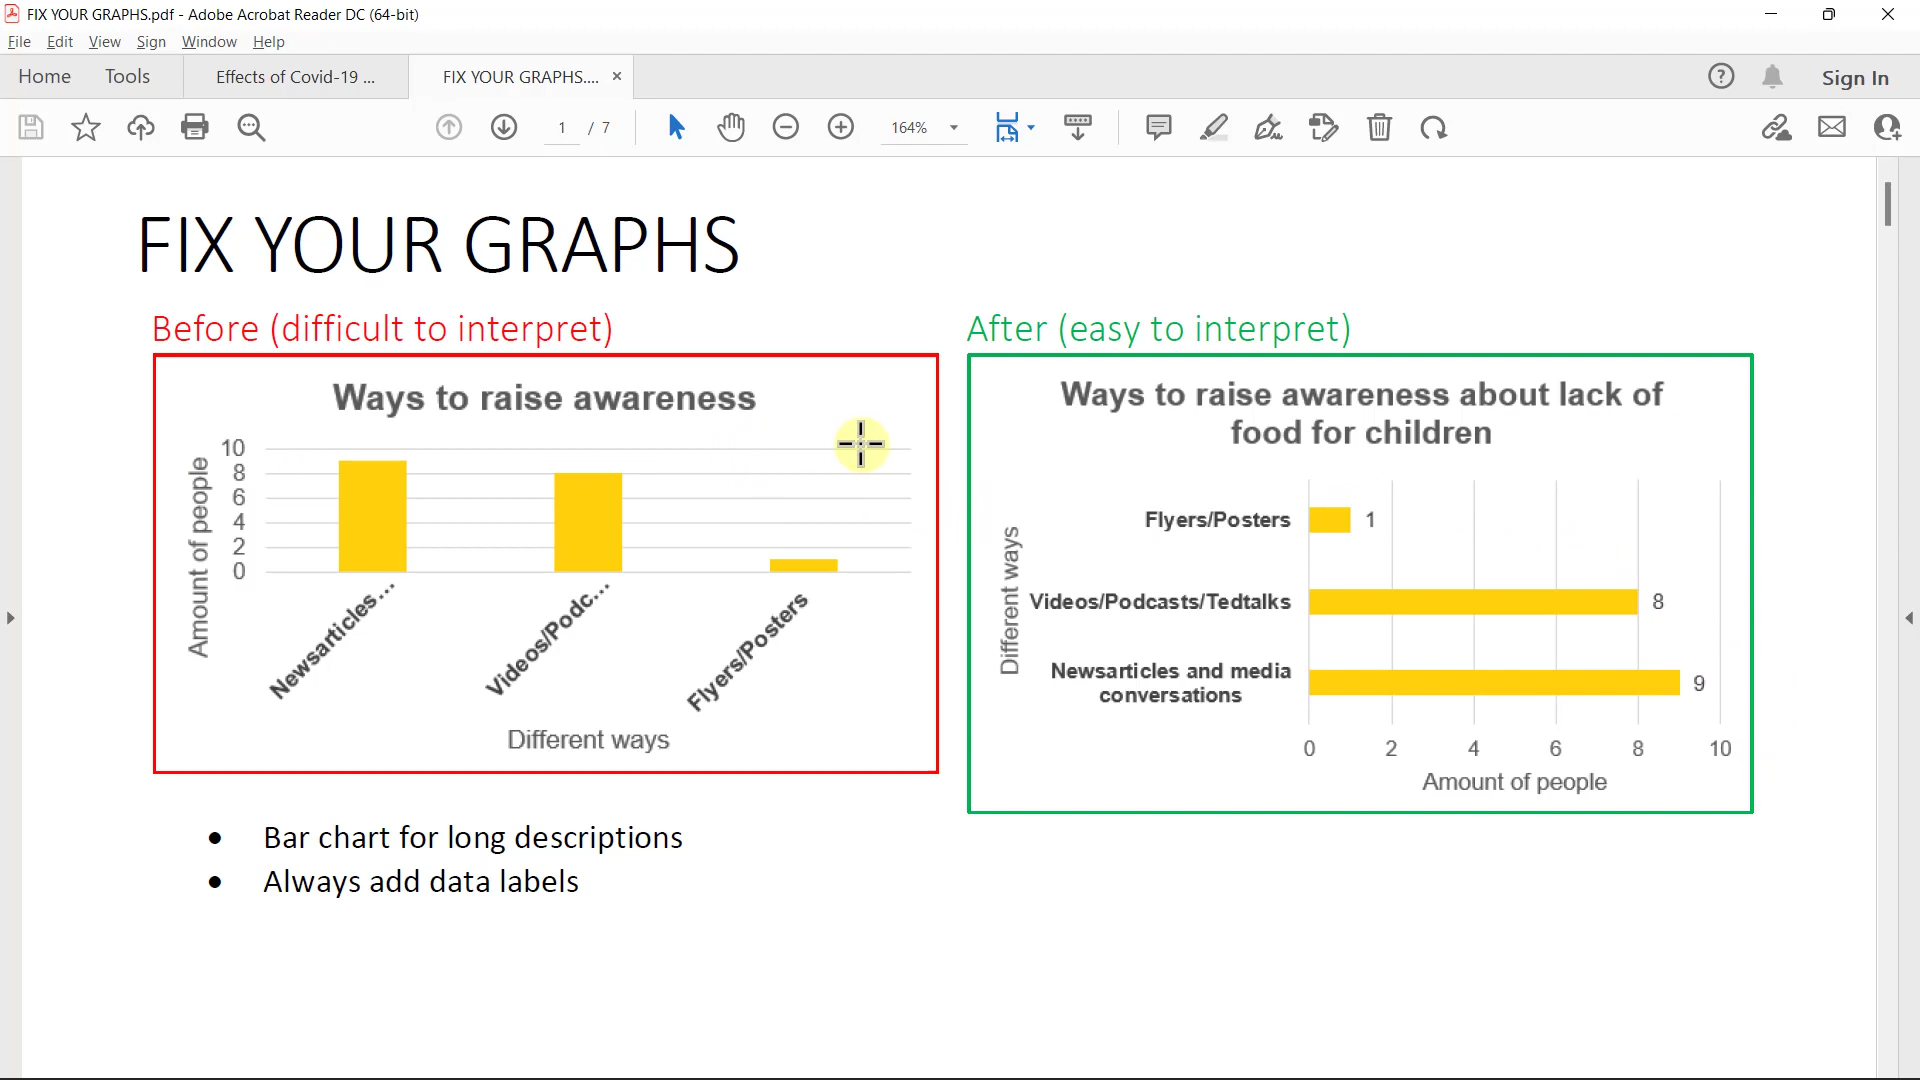 FIX YOUR GRAPHS.pdf - Adobe Acrobat Reader DC (64-bit)
File Edit View Sign Window Help
Home Tools Effects of Covid-19 ... FIX YOUR GRAPHS.... × Sign In
1 / 7 164%
FIX YOUR GRAPHS
Before (difficult to interpret)
Ways to raise awareness
Amount of people
10
8
6
4
2
0
Newsarticles...
Videos/Podc...
Flyers/Posters
Different ways
After (easy to interpret)
Ways to raise awareness about lack of
food for children
Different ways
Flyers/Posters 1
Videos/Podcasts/Tedtalks 8
Newsarticles and media
conversations
9
0 2 4 6 8 10
Amount of people
• Bar chart for long descriptions
• Always add data labels